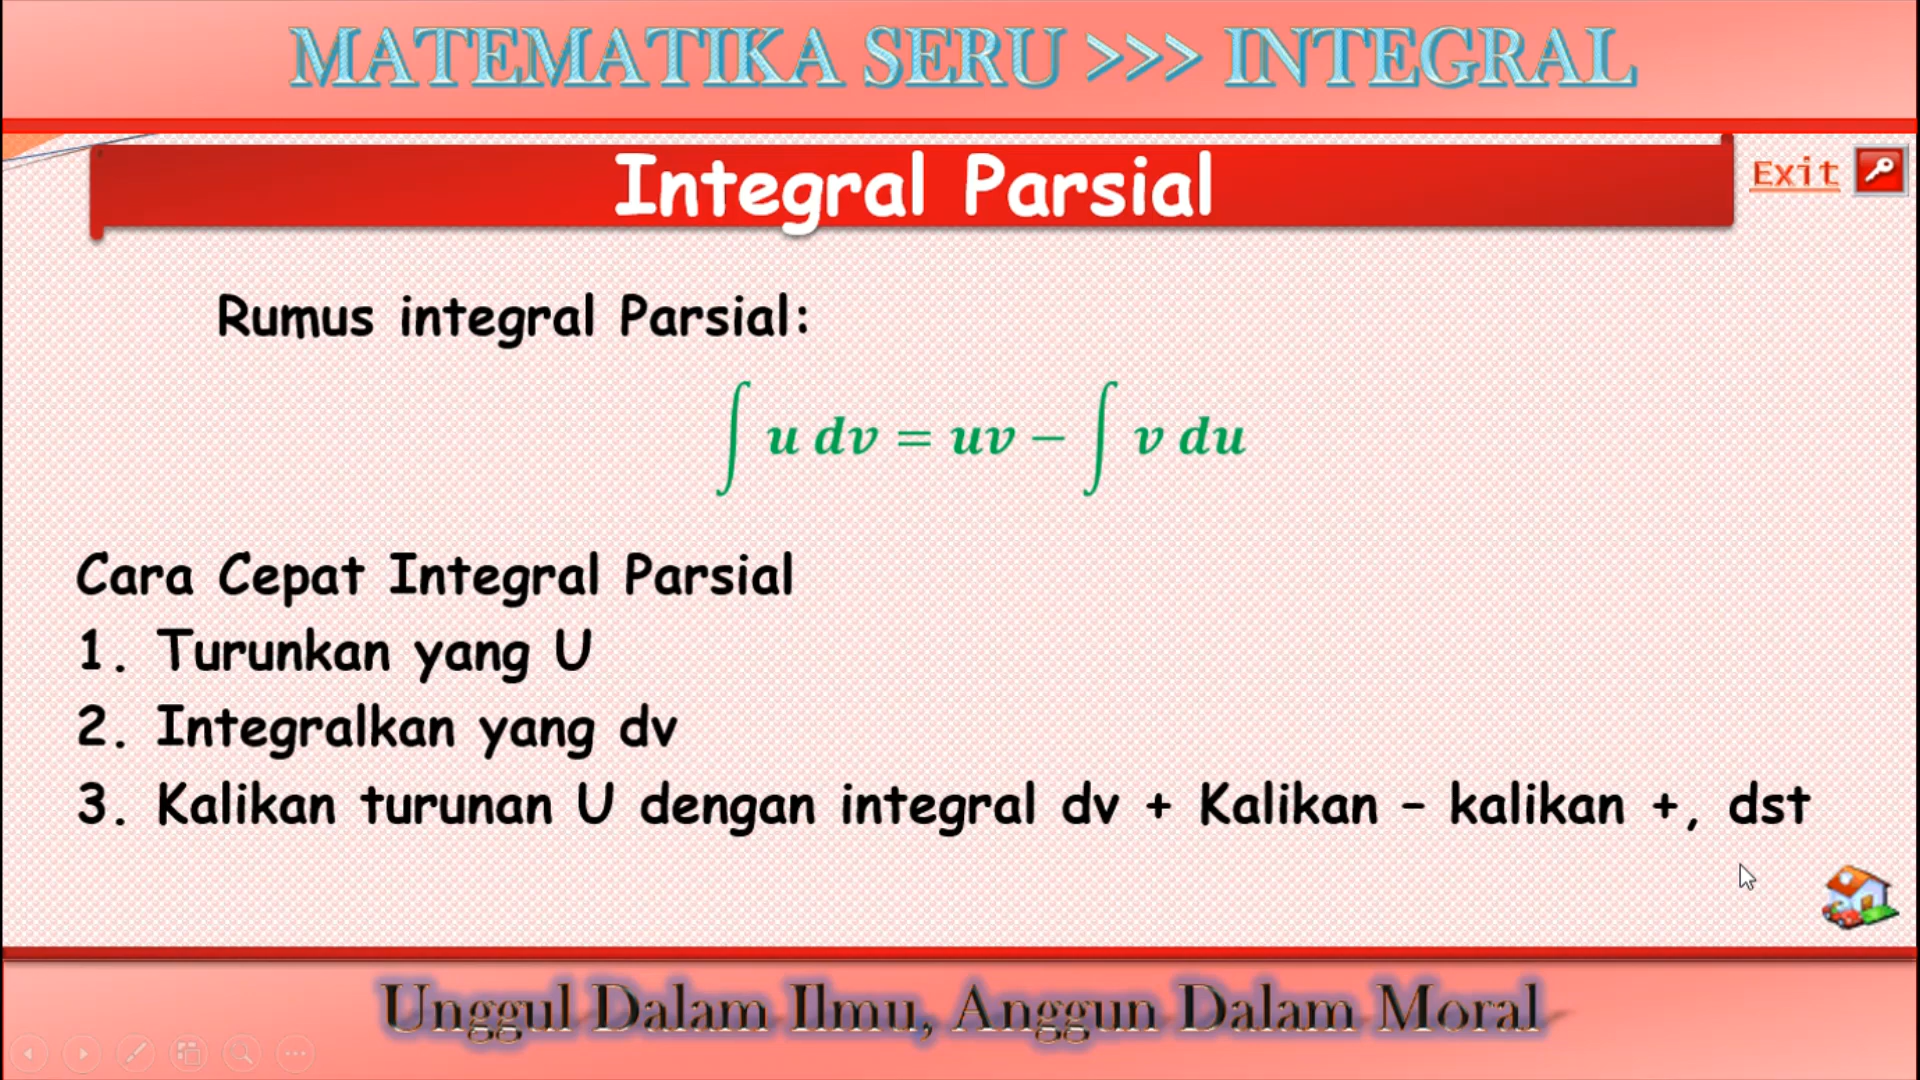 MATEMATIKA SERU >>> INTEGRAL
Integral Parsial
Exit
Rumus integral Parsial:
∫ u dv = uv − ∫ v du
Cara Cepat Integral Parsial
1. Turunkan yang U
2. Integralkan yang dv
3. Kalikan turunan U dengan integral dv + Kalikan – kalikan +, dst
Unggul Dalam Ilmu, Anggun Dalam Moral